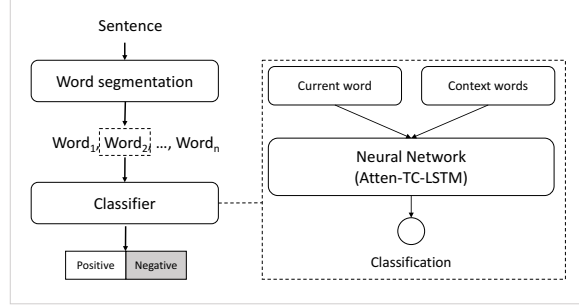 Sentence
Word segmentation
Word1, Word2, ..., Wordn
Classifier
Positive Negative
Current word Context words
Neural Network
(Atten-TC-LSTM)
Classification